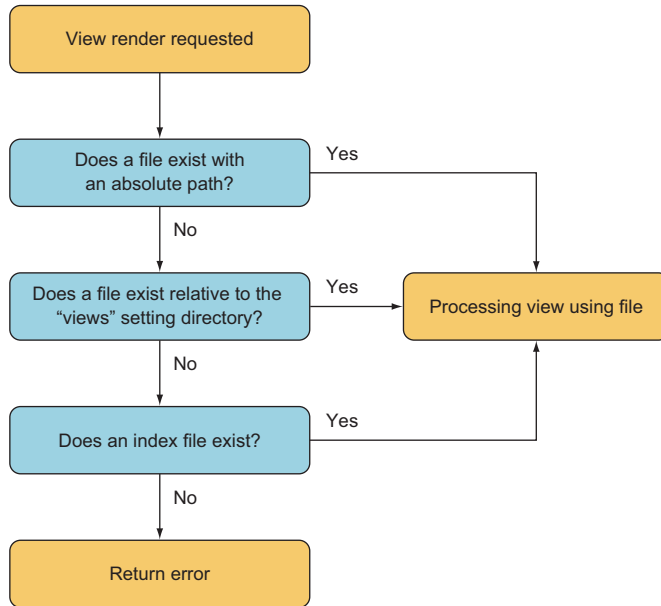 View render requested
Does a file exist with
an absolute path?
Yes
No
Does a file exist relative to the
“views” setting directory?
Yes
Processing view using file
No
Does an index file exist?
Yes
No
Return error